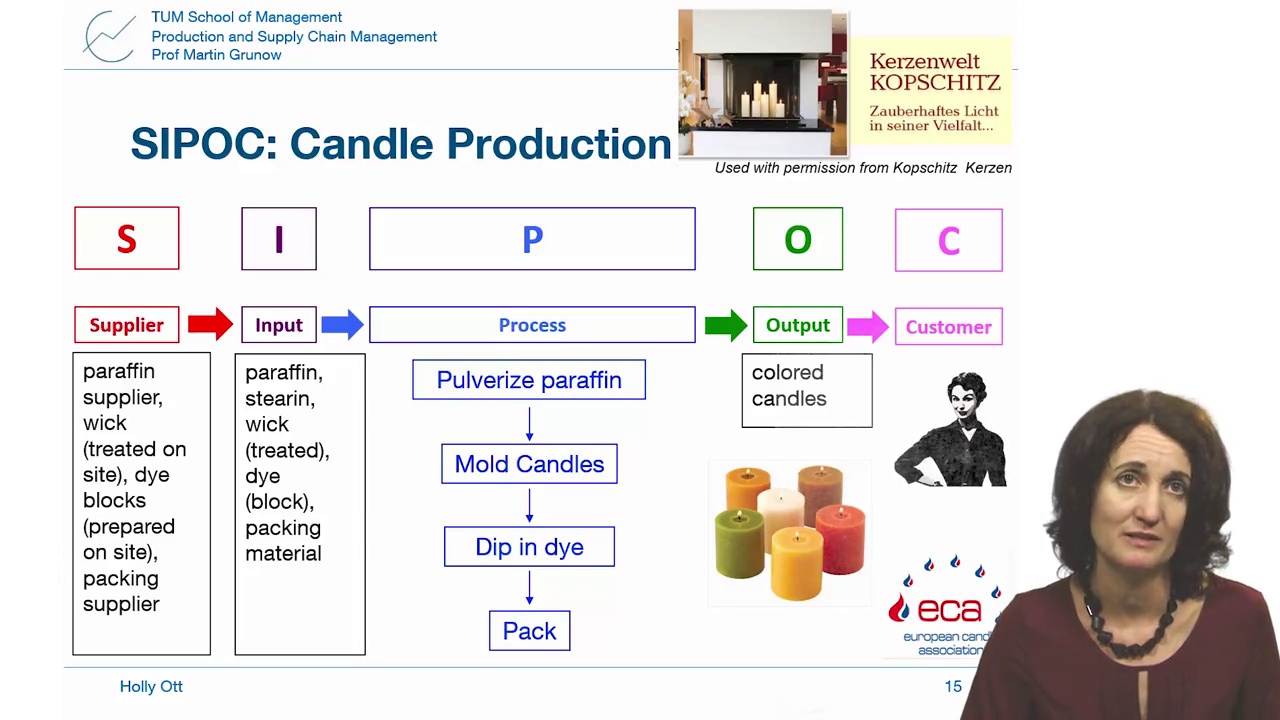 TUM School of Management
Production and Supply Chain Management
Prof Martin Grunow
Kerzenwelt
KOPSCHITZ
Zauberhaftes Licht
in seiner Vielfalt...
SIPOC: Candle Production
Used with permission from Kopschitz Kerzen
S
I
P
O
C
Supplier
Input
Process
Output
Customer
paraffin
supplier,
wick
(treated on
site), dye
blocks
(prepared
on site),
packing
supplier
paraffin,
stearin,
wick
(treated),
dye
(block),
packing
material
Pulverize paraffin
Mold Candles
Dip in dye
Pack
colored
candles
eca
european cand
association
Holly Ott
15